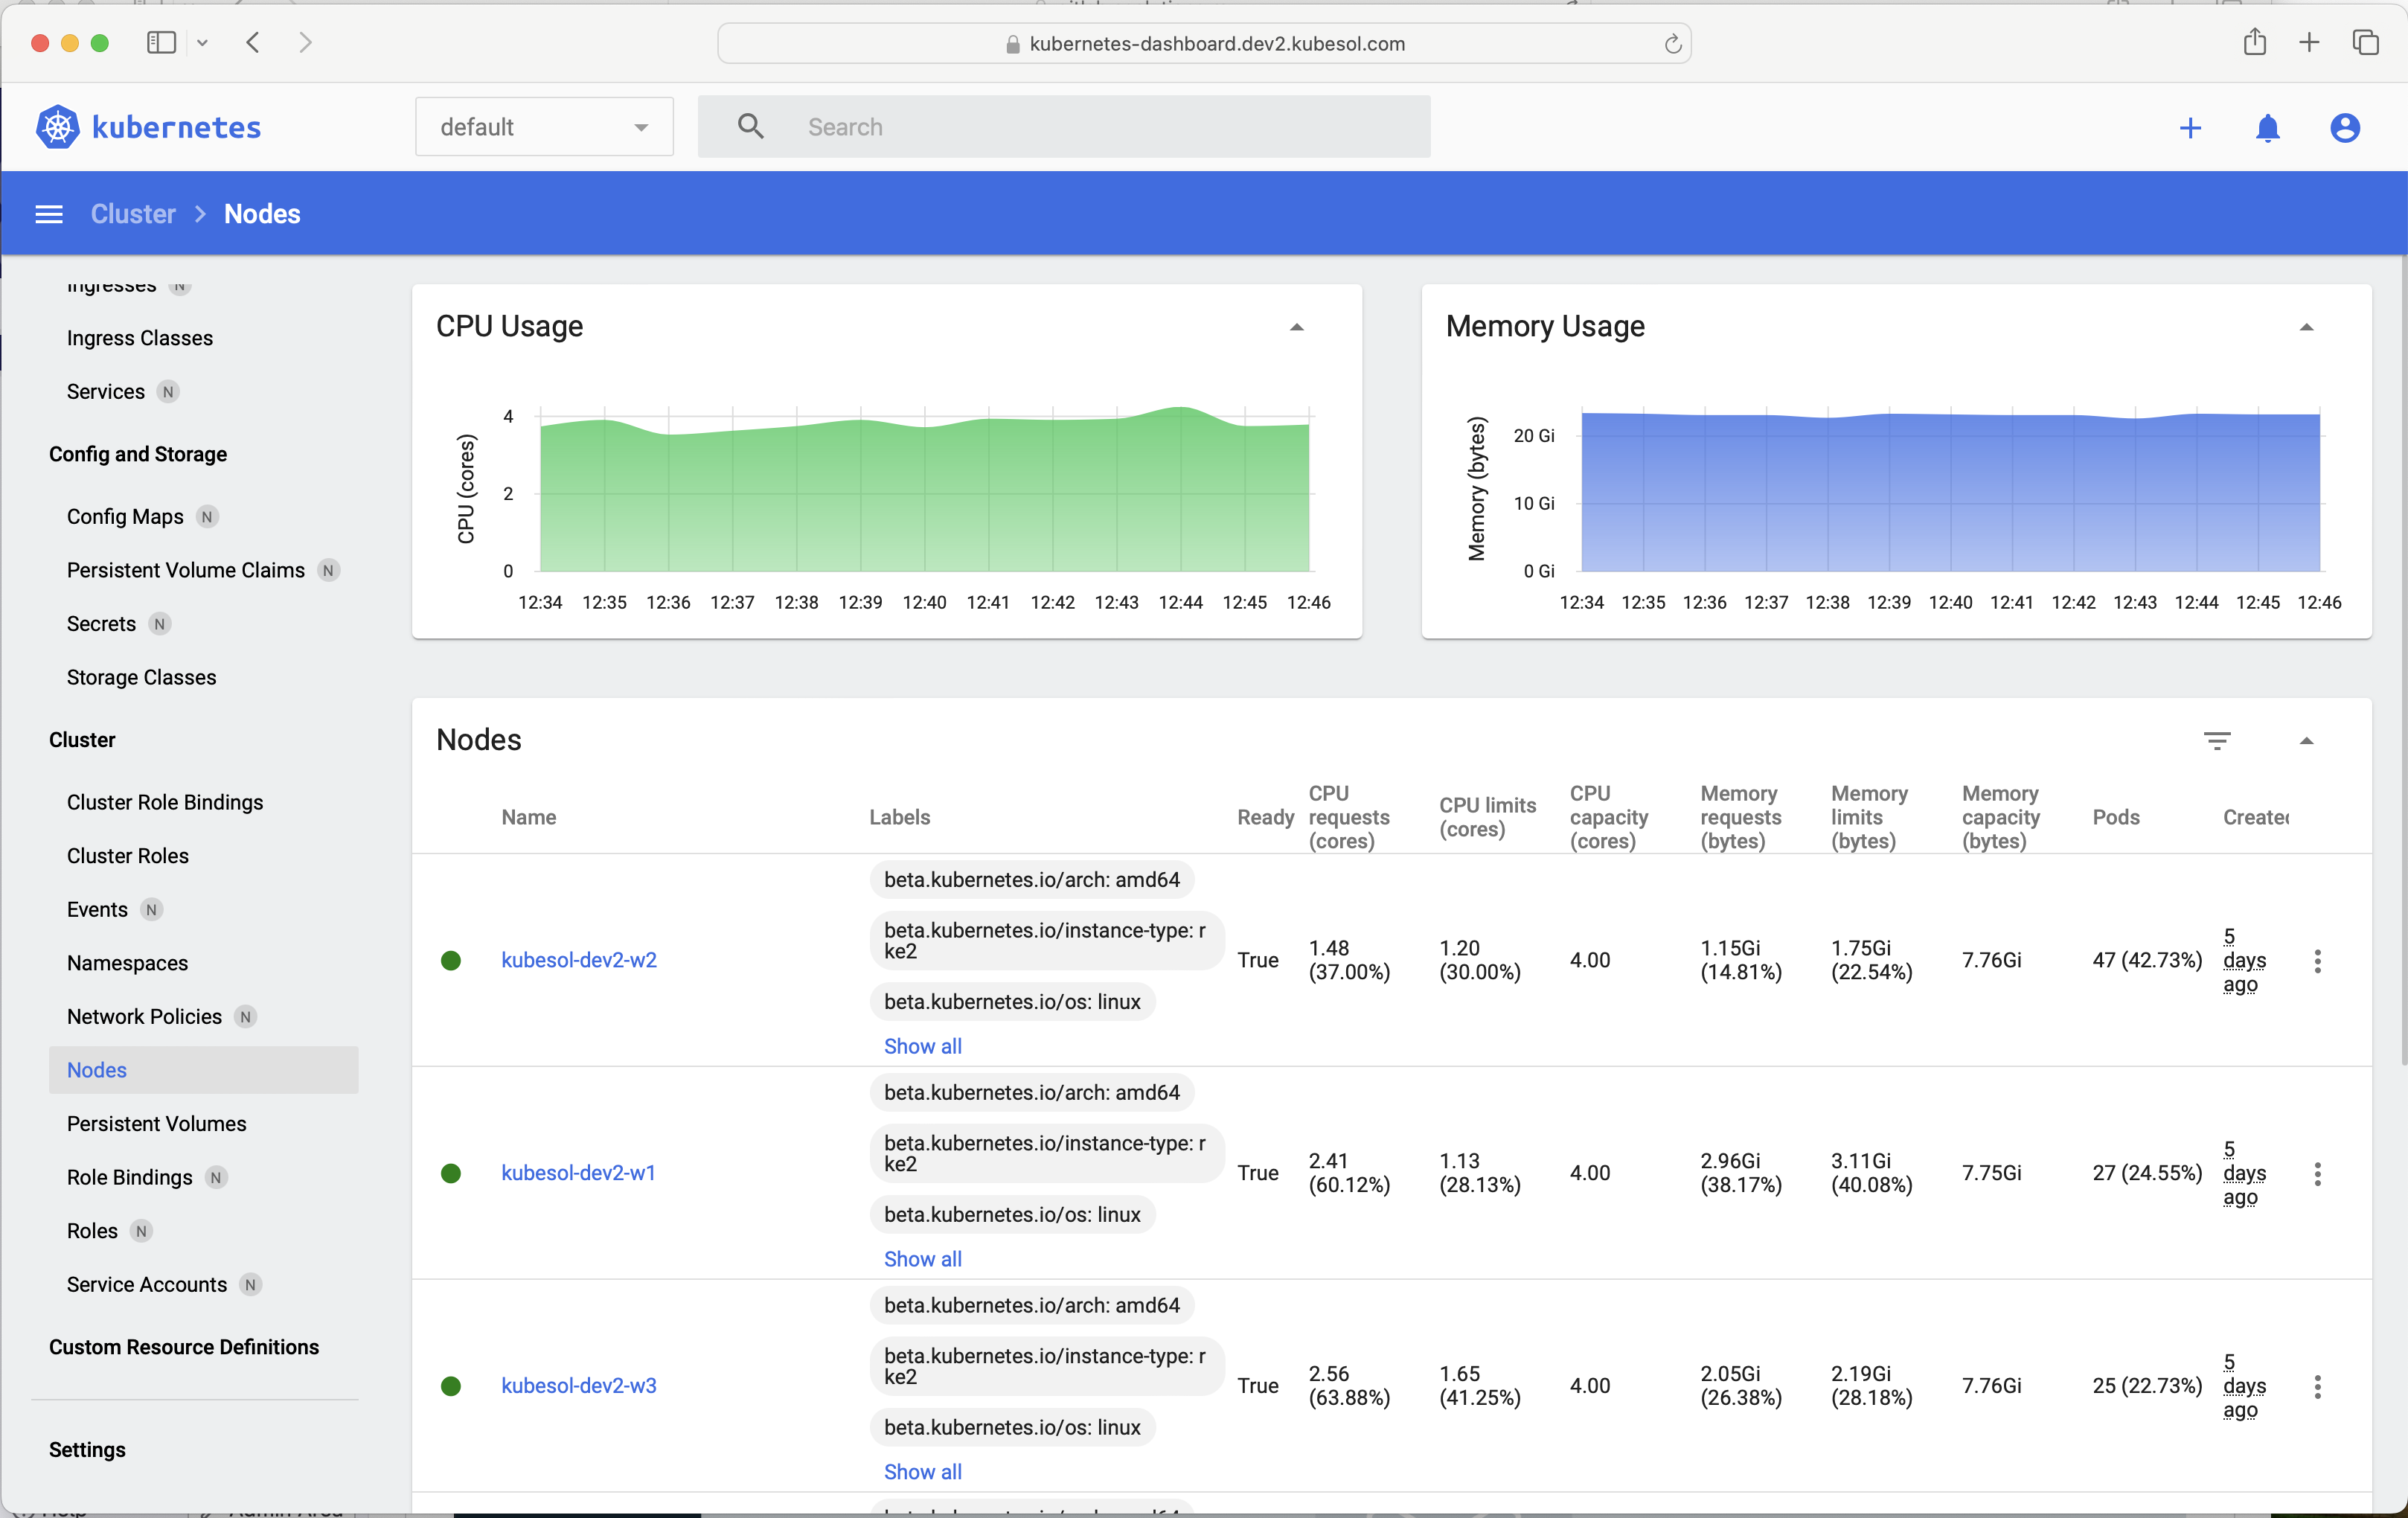 kubernetes-dashboard.dev2.kubesol.com
kubernetes
default
Search
Cluster > Nodes
Ingresses N
Ingress Classes
Services N
Config and Storage
Config Maps N
Persistent Volume Claims N
Secrets N
Storage Classes
Cluster
Cluster Role Bindings
Cluster Roles
Events N
Namespaces
Network Policies N
Nodes
Persistent Volumes
Role Bindings N
Roles N
Service Accounts N
Custom Resource Definitions
Settings
CPU Usage
CPU (cores)
4
2
0
12:34 12:35 12:36 12:37 12:38 12:39 12:40 12:41 12:42 12:43 12:44 12:45 12:46
Memory Usage
Memory (bytes)
20 Gi
10 Gi
0 Gi
12:34 12:35 12:36 12:37 12:38 12:39 12:40 12:41 12:42 12:43 12:44 12:45 12:46
Nodes
Name
Labels
Ready
CPU
requests
(cores)
CPU limits
(cores)
CPU
capacity
(cores)
Memory
requests
(bytes)
Memory
limits
(bytes)
Memory
capacity
(bytes)
Pods
Created
kubesol-dev2-w2
beta.kubernetes.io/arch: amd64
beta.kubernetes.io/instance-type: r
ke2
beta.kubernetes.io/os: linux
Show all
True
1.48
(37.00%)
1.20
(30.00%)
4.00
1.15Gi
(14.81%)
1.75Gi
(22.54%)
7.76Gi
47 (42.73%)
5
days
ago
kubesol-dev2-w1
beta.kubernetes.io/arch: amd64
beta.kubernetes.io/instance-type: r
ke2
beta.kubernetes.io/os: linux
Show all
True
2.41
(60.12%)
1.13
(28.13%)
4.00
2.96Gi
(38.17%)
3.11Gi
(40.08%)
7.75Gi
27 (24.55%)
5
days
ago
kubesol-dev2-w3
beta.kubernetes.io/arch: amd64
beta.kubernetes.io/instance-type: r
ke2
beta.kubernetes.io/os: linux
Show all
True
2.56
(63.88%)
1.65
(41.25%)
4.00
2.05Gi
(26.38%)
2.19Gi
(28.18%)
7.76Gi
25 (22.73%)
5
days
ago